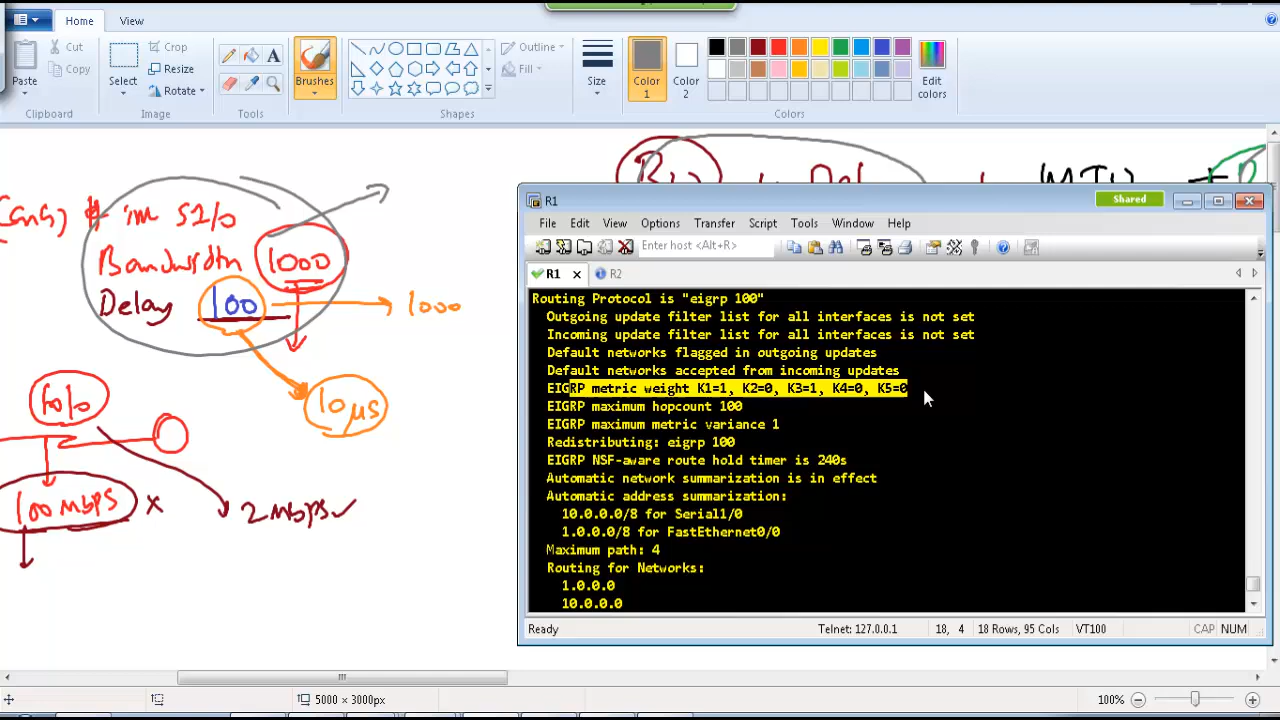 Home
View
Paste
Cut
Copy
Clipboard
Select
Crop
Resize
Rotate
Image
Tools
Brushes
Outline
Fill
Shapes
Size
Color 1
Color 2
Edit colors
Colors
int S1/0
Bandwidth 1000
Delay 100
1000
10 μs
fo/o
100 Mbps x
2 Mbps ✓
BW + Del + MTU +
R1
Shared
File Edit View Options Transfer Script Tools Window Help
Enter host <Alt+R>
R1
R2
Routing Protocol is "eigrp 100"
Outgoing update filter list for all interfaces is not set
Incoming update filter list for all interfaces is not set
Default networks flagged in outgoing updates
Default networks accepted from incoming updates
EIGRP metric weight K1=1, K2=0, K3=1, K4=0, K5=0
EIGRP maximum hopcount 100
EIGRP maximum metric variance 1
Redistributing: eigrp 100
EIGRP NSF-aware route hold timer is 240s
Automatic network summarization is in effect
Automatic address summarization:
10.0.0.0/8 for Serial1/0
1.0.0.0/8 for FastEthernet0/0
Maximum path: 4
Routing for Networks:
1.0.0.0
10.0.0.0
Ready
Telnet: 127.0.0.1
18, 4
18 Rows, 95 Cols
VT100
CAP NUM
5000 × 3000px
100%